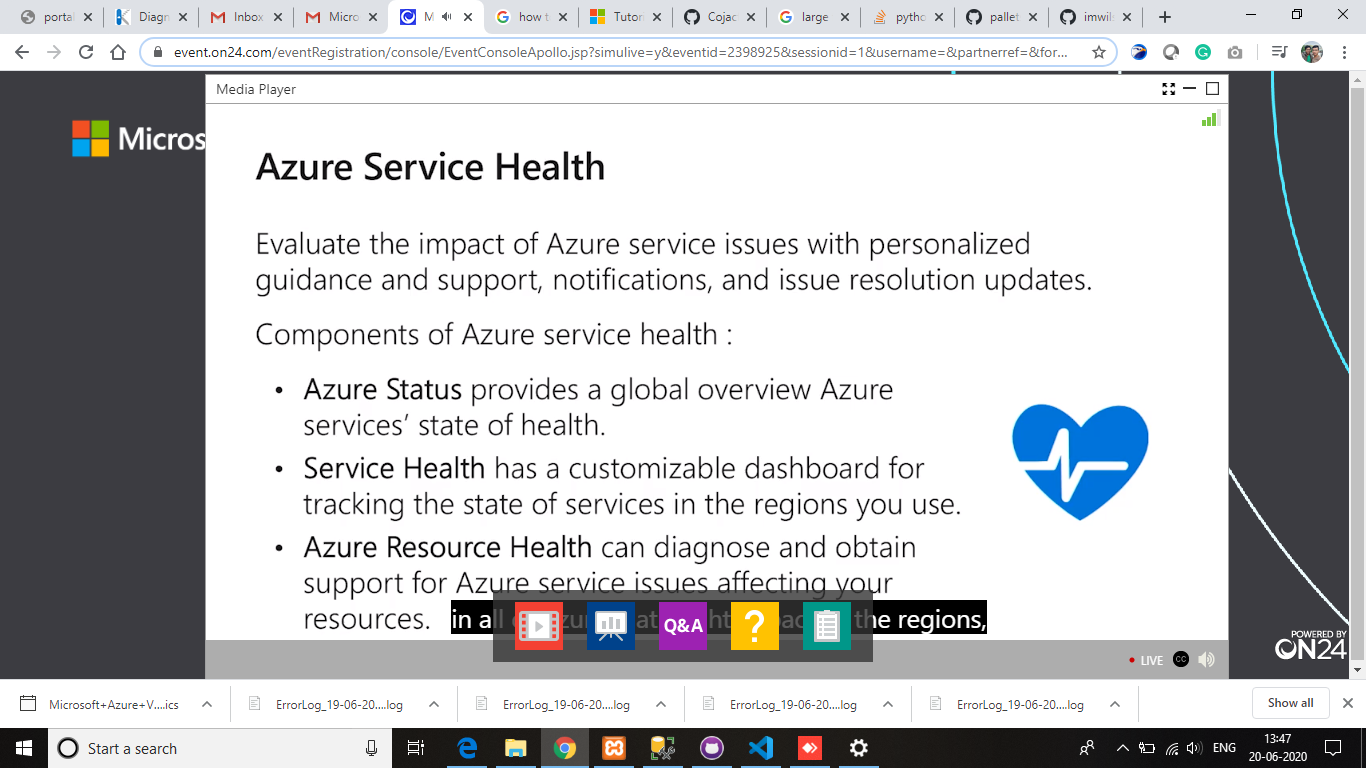 portal
Diagn
Inbox
Micro
M
how t
Tutori
Cojac
large
pytho
pallet
imwils
event.on24.com/eventRegistration/console/EventConsoleApollo.jsp?simulive=y&eventid=2398925&sessionid=1&username=&partnerref=&for...
Media Player
Micros
Azure Service Health
Evaluate the impact of Azure service issues with personalized
guidance and support, notifications, and issue resolution updates.
Components of Azure service health :
• Azure Status provides a global overview Azure
services’ state of health.
• Service Health has a customizable dashboard for
tracking the state of services in the regions you use.
• Azure Resource Health can diagnose and obtain
support for Azure service issues affecting your
resources.
in all the regions,
Q&A
?
LIVE
CC
POWERED BY
ON24
Microsoft+Azure+V....ics
ErrorLog_19-06-20....log
ErrorLog_19-06-20....log
ErrorLog_19-06-20....log
ErrorLog_19-06-20....log
Show all
Start a search
ENG
13:47
20-06-2020